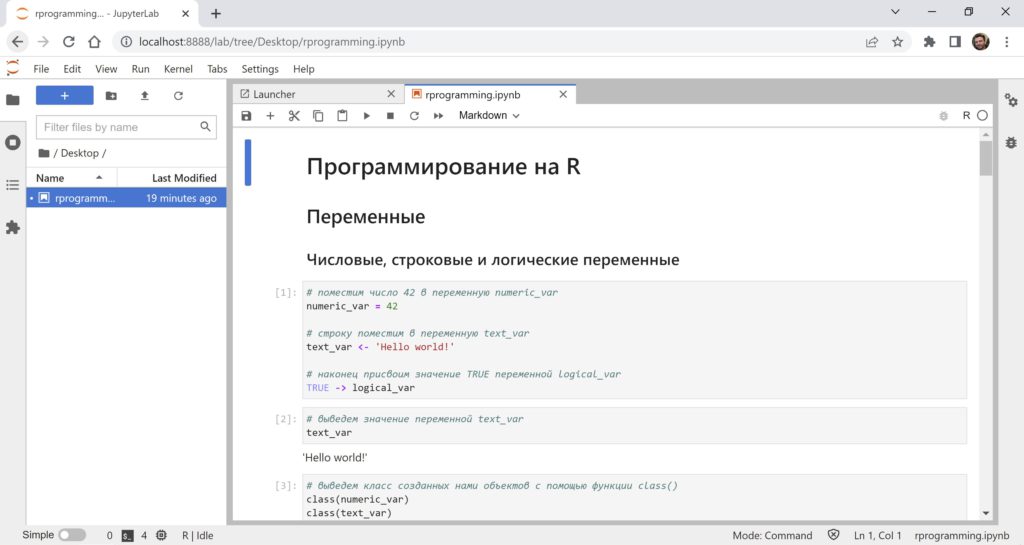 rprogramming... - JupyterLab
localhost:8888/lab/tree/Desktop/rprogramming.ipynb
File Edit View Run Kernel Tabs Settings Help
Filter files by name
/ Desktop /
Name Last Modified
rprogramm... 19 minutes ago
Launcher rprogramming.ipynb
Markdown R
Программирование на R
Переменные
Числовые, строковые и логические переменные
[1]: # поместим число 42 в переменную numeric_var
numeric_var = 42
# строку поместим в переменную text_var
text_var <- 'Hello world!'
# наконец присвоим значение TRUE переменной logical_var
TRUE -> logical_var
[2]: # выведем значение переменной text_var
text_var
'Hello world!'
[3]: # выведем класс созданных нами объектов с помощью функции class()
class(numeric_var)
class(text_var)
Simple 0 4 R | Idle Mode: Command Ln 1, Col 1 rprogramming.ipynb